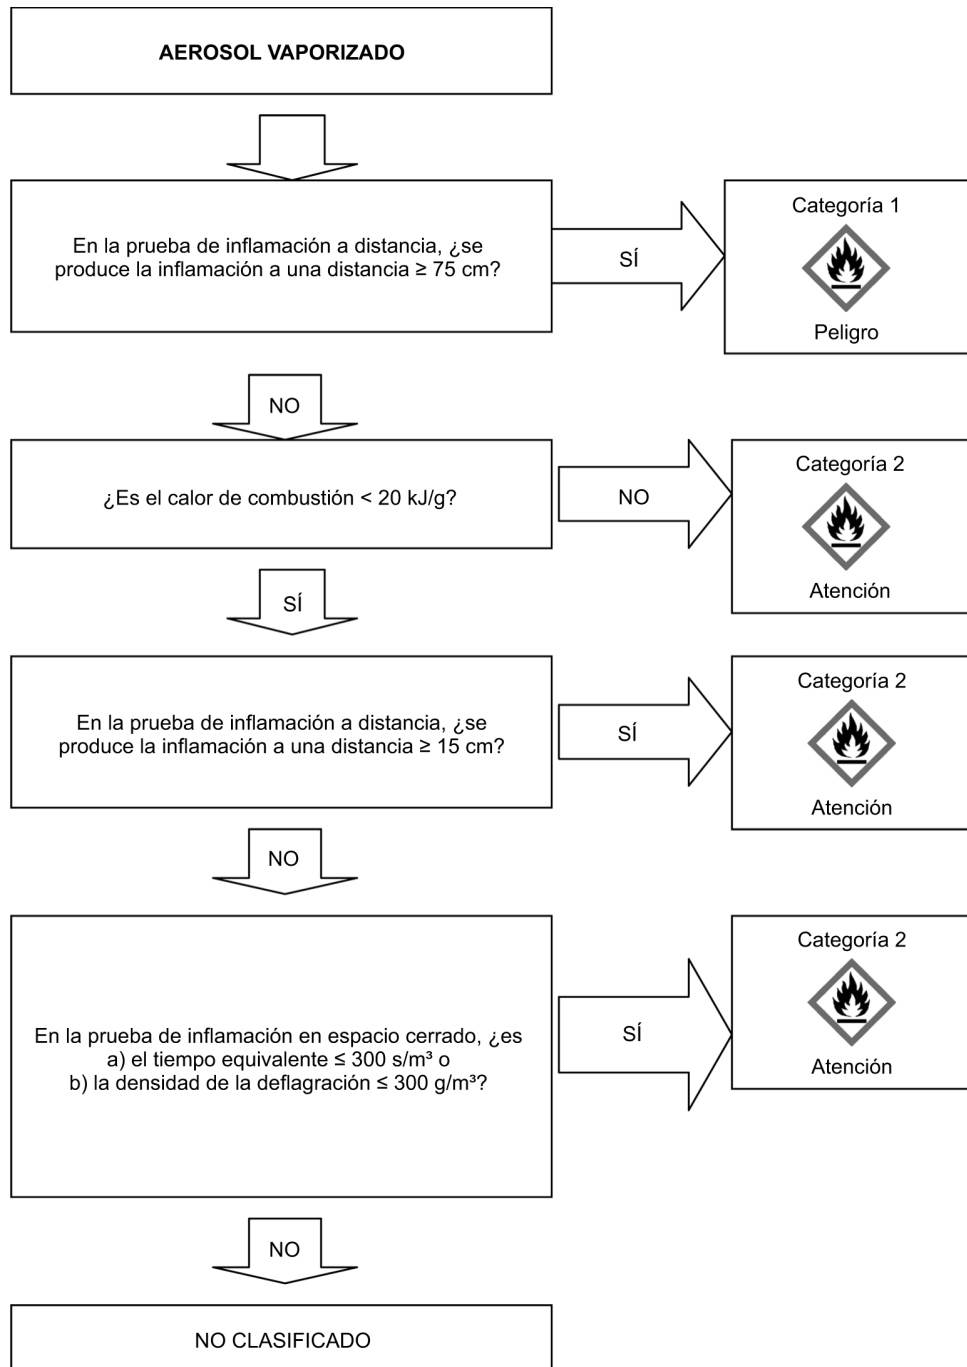 AEROSOL VAPORIZADO
En la prueba de inflamación a distancia, ¿se
produce la inflamación a una distancia ≥ 75 cm?
SÍ
Categoría 1
Peligro
NO
¿Es el calor de combustión < 20 kJ/g?
NO
Categoría 2
Atención
SÍ
En la prueba de inflamación a distancia, ¿se
produce la inflamación a una distancia ≥ 15 cm?
SÍ
Categoría 2
Atención
NO
En la prueba de inflamación en espacio cerrado, ¿es
a) el tiempo equivalente ≤ 300 s/m³ o
b) la densidad de la deflagración ≤ 300 g/m³?
SÍ
Categoría 2
Atención
NO
NO CLASIFICADO